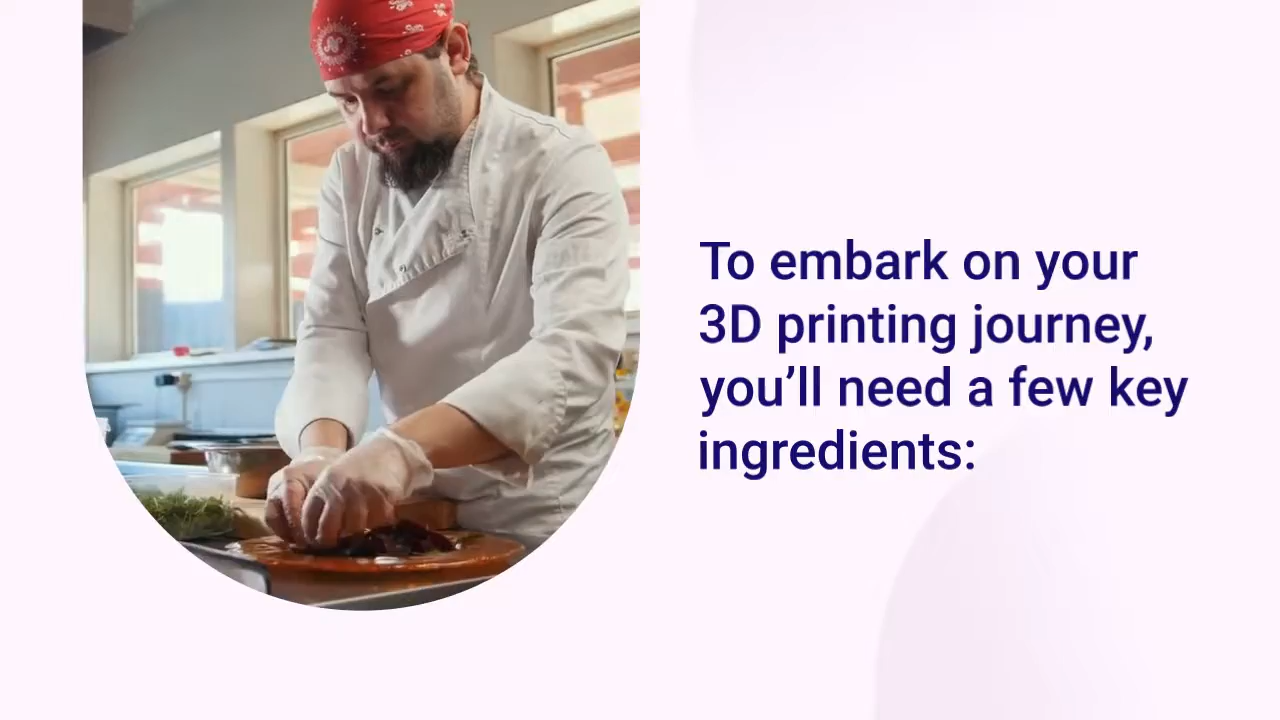 To embark on your
3D printing journey,
you’ll need a few key
ingredients: